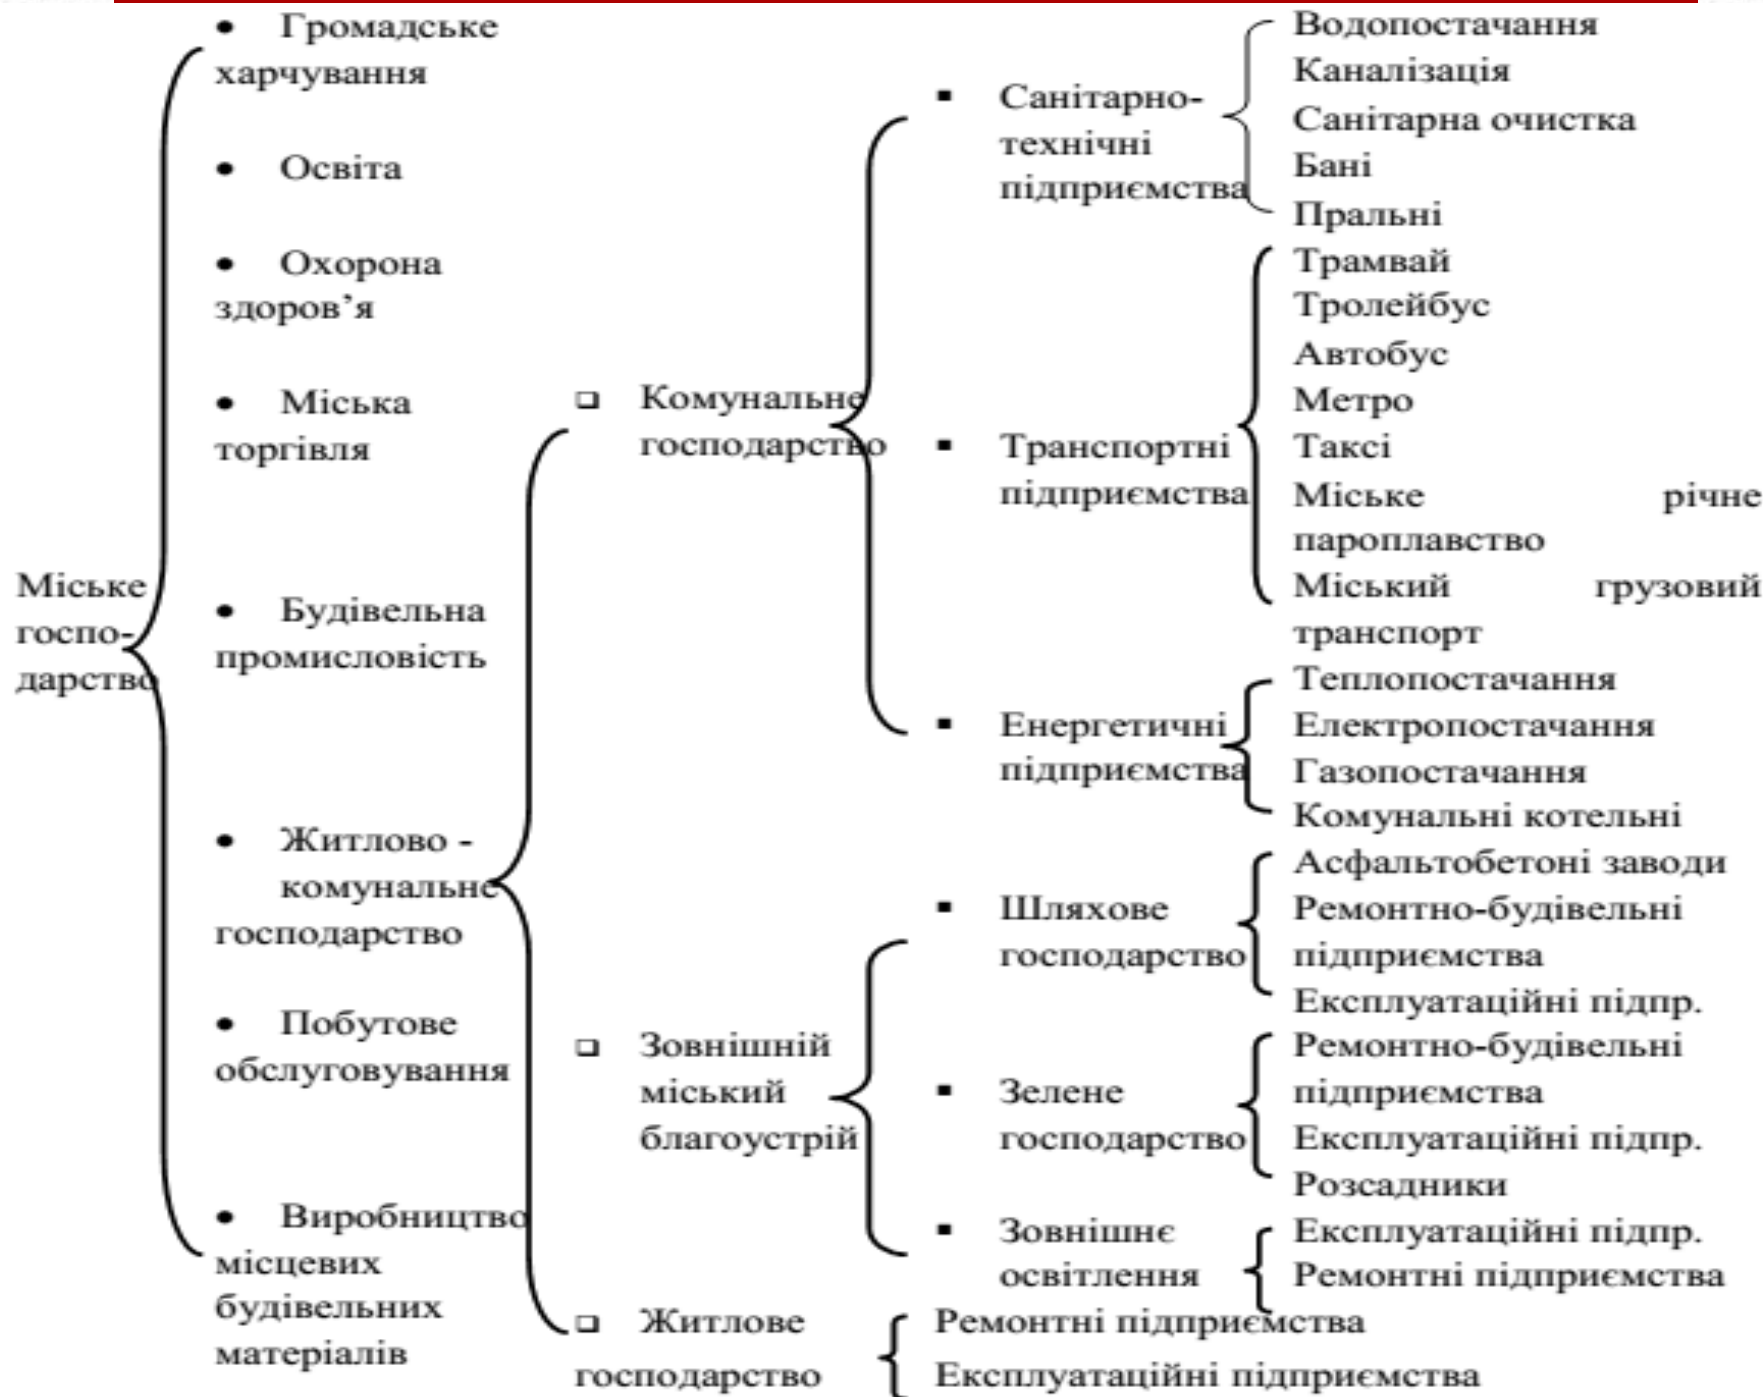 Міське
госпо-
дарство
• Громадське
харчування
• Освіта
• Охорона
здоров’я
• Міська
торгівля
• Будівельна
промисловість
• Житлово -
комунальне
господарство
• Побутове
обслуговування
• Виробництво
місцевих
будівельних
матеріалів
❑ Комунальне
господарство
❑ Зовнішній
міський
благоустрій
❑ Житлове
господарство
▪ Санітарно-
технічні
підприємства
▪ Транспортні
підприємства
▪ Енергетичні
підприємства
▪ Шляхове
господарство
▪ Зелене
господарство
▪ Зовнішнє
освітлення
Водопостачання
Каналізація
Санітарна очистка
Бані
Пральні
Трамвай
Тролейбус
Автобус
Метро
Таксі
Міське річне
пароплавство
Міський грузовий
транспорт
Теплопостачання
Електропостачання
Газопостачання
Комунальні котельні
Асфальтобетоні заводи
Ремонтно-будівельні
підприємства
Експлуатаційні підпр.
Ремонтно-будівельні
підприємства
Експлуатаційні підпр.
Розсадники
Експлуатаційні підпр.
Ремонтні підприємства
Ремонтні підприємства
Експлуатаційні підприємства